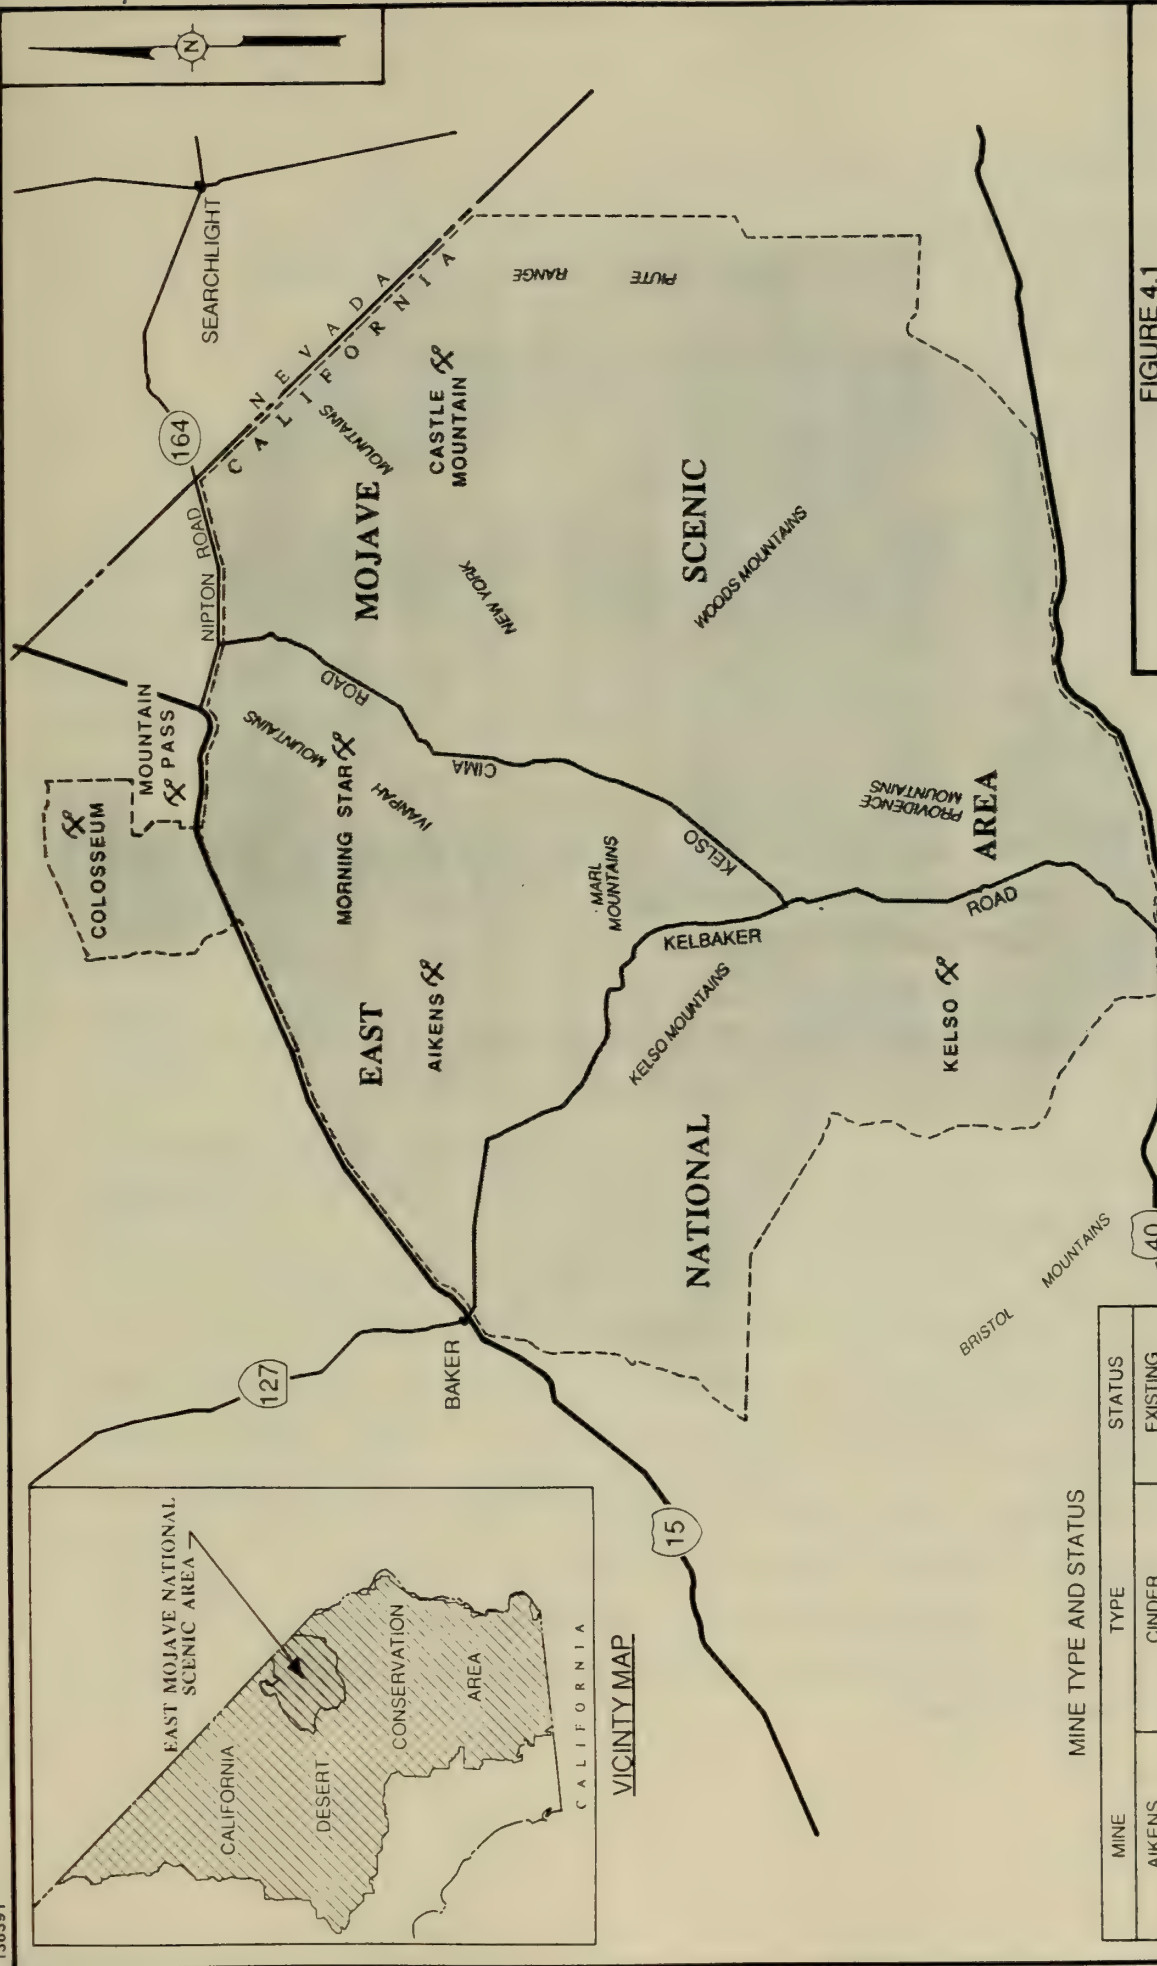 N
SEARCHLIGHT
164
NEVADA
CALIFORNIA
NIPTON ROAD
MOUNTAIN
PASS
COLOSSEUM
MOUNTAINS
IVANPAH
MORNING STAR
ROAD
CIMA
KELSO
MOJAVE
MOUNTAINS
NEW YORK
CASTLE
MOUNTAIN
PIUTE
RANGE
SCENIC
WOODS MOUNTAINS
PROVIDENCE
MOUNTAINS
AREA
MARL
MOUNTAINS
KELBAKER
ROAD
EAST
AIKENS
KELSO MOUNTAINS
KELSO
NATIONAL
BAKER
127
15
40
BRISTOL
MOUNTAINS
EAST MOJAVE NATIONAL
SCENIC AREA
CALIFORNIA
DESERT
CONSERVATION
AREA
CALIFORNIA
VICINTY MAP
MINE TYPE AND STATUS
MINE TYPE STATUS
AIKENS CINDER EXISTING
FIGURE 4.1